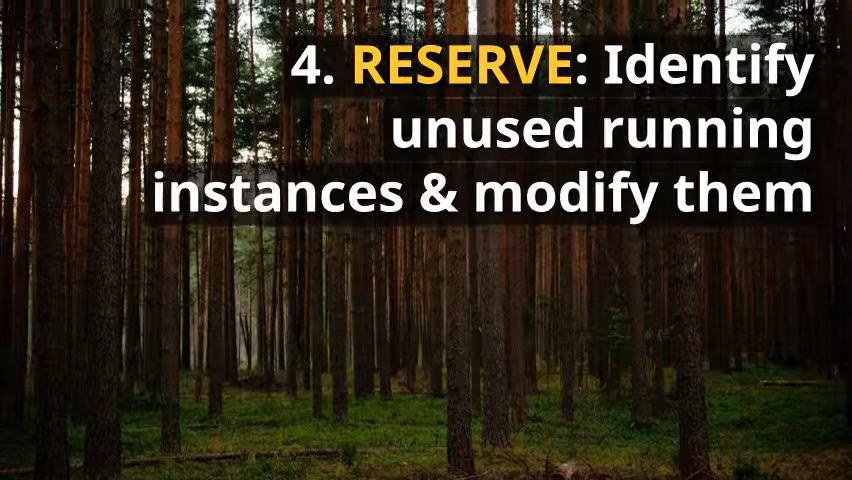 4. RESERVE: Identify
unused running
instances & modify them